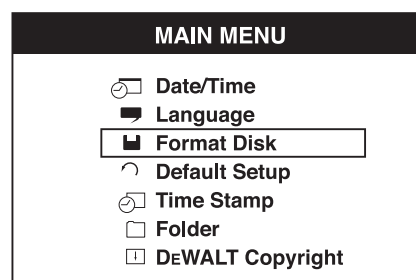 MAIN MENU
Date/Time
Language
Format Disk
Default Setup
Time Stamp
Folder
DEWALT Copyright